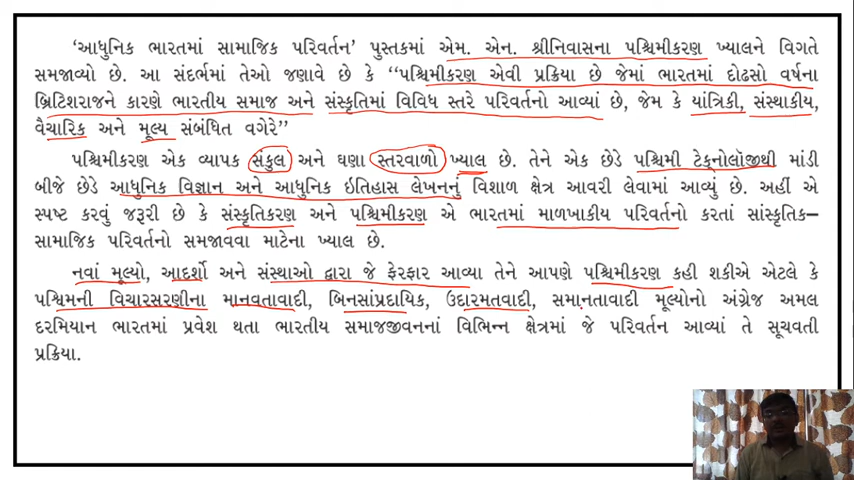 ‘આધુનિક ભારતમાં સામાજિક પરિવર્તન’ પુસ્તકમાં એમ. એન. શ્રીનિવાસના પશ્ચિમીકરણ ખ્યાલને વિગતે
સમજાવ્યો છે. આ સંદર્ભમાં તેઓ જણાવે છે કે ‘‘પશ્ચિમીકરણ એવી પ્રક્રિયા છે જેમાં ભારતમાં દોઢસો વર્ષના
બ્રિટિશરાજને કારણે ભારતીય સમાજ અને સંસ્કૃતિમાં વિવિધ સ્તરે પરિવર્તનો આવ્યાં છે, જેમ કે યાંત્રિકી, સંસ્થાકીય,
વૈચારિક અને મૂલ્ય સંબંધિત વગેરે’’
પશ્ચિમીકરણ એક વ્યાપક સંકુલ અને ઘણા સ્તરવાળો ખ્યાલ છે. તેને એક છેડે પશ્ચિમી ટેક્નોલૉજીથી માંડી
બીજે છેડે આધુનિક વિજ્ઞાન અને આધુનિક ઇતિહાસ લેખનનું વિશાળ ક્ષેત્ર આવરી લેવામાં આવ્યું છે. અહીં એ
સ્પષ્ટ કરવું જરૂરી છે કે સંસ્કૃતિકરણ અને પશ્ચિમીકરણ એ ભારતમાં માળખાકીય પરિવર્તનો કરતાં સાંસ્કૃતિક–
સામાજિક પરિવર્તનો સમજાવવા માટેના ખ્યાલ છે.
નવાં મૂલ્યો, આદર્શો અને સંસ્થાઓ દ્વારા જે ફેરફાર આવ્યા તેને આપણે પશ્ચિમીકરણ કહી શકીએ એટલે કે
પશ્ચિમની વિચારસરણીના માનવતાવાદી, બિનસાંપ્રદાયિક, ઉદારમતવાદી, સમાનતાવાદી મૂલ્યોનો અંગ્રેજ અમલ
દરમિયાન ભારતમાં પ્રવેશ થતા ભારતીય સમાજજીવનનાં વિભિન્ન ક્ષેત્રમાં જે પરિવર્તન આવ્યાં તે સૂચવતી
પ્રક્રિયા.